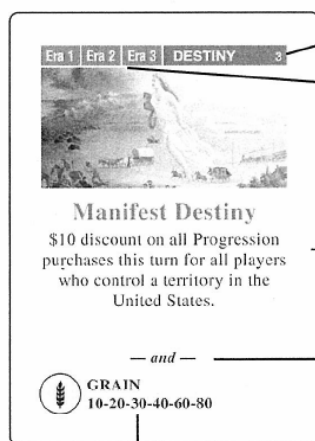 Era 1 Era 2 Era 3 DESTINY 3
Manifest Destiny
$10 discount on all Progression
purchases this turn for all players
who control a territory in the
United States.
— and —
GRAIN
10-20-30-40-60-80